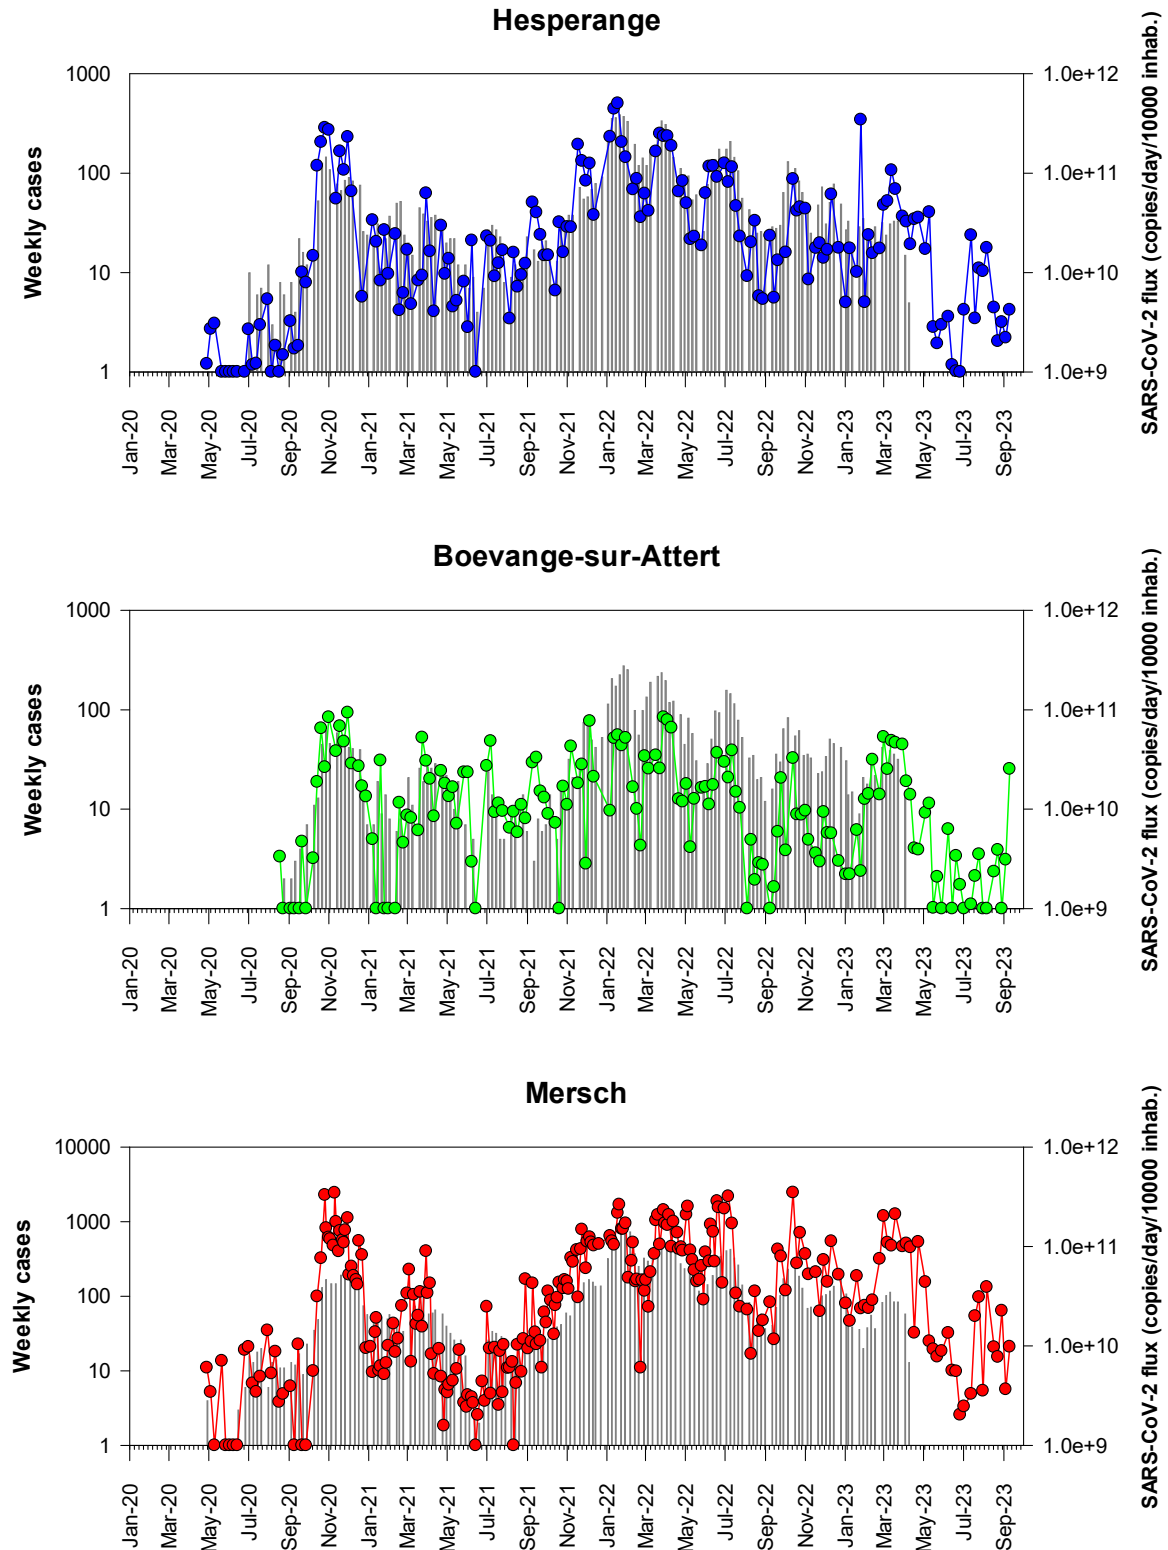 Hesperange
Weekly cases
1000
100
10
1
1.0e+12
1.0e+11
1.0e+10
1.0e+9
SARS-CoV-2 flux (copies/day/10000 inhab.)
Jan-20
Mar-20
May-20
Jul-20
Sep-20
Nov-20
Jan-21
Mar-21
May-21
Jul-21
Sep-21
Nov-21
Jan-22
Mar-22
May-22
Jul-22
Sep-22
Nov-22
Jan-23
Mar-23
May-23
Jul-23
Sep-23
Boevange-sur-Attert
Weekly cases
1000
100
10
1
1.0e+12
1.0e+11
1.0e+10
1.0e+9
SARS-CoV-2 flux (copies/day/10000 inhab.)
Jan-20
Mar-20
May-20
Jul-20
Sep-20
Nov-20
Jan-21
Mar-21
May-21
Jul-21
Sep-21
Nov-21
Jan-22
Mar-22
May-22
Jul-22
Sep-22
Nov-22
Jan-23
Mar-23
May-23
Jul-23
Sep-23
Mersch
Weekly cases
10000
1000
100
10
1
1.0e+12
1.0e+11
1.0e+10
1.0e+9
SARS-CoV-2 flux (copies/day/10000 inhab.)
Jan-20
Mar-20
May-20
Jul-20
Sep-20
Nov-20
Jan-21
Mar-21
May-21
Jul-21
Sep-21
Nov-21
Jan-22
Mar-22
May-22
Jul-22
Sep-22
Nov-22
Jan-23
Mar-23
May-23
Jul-23
Sep-23